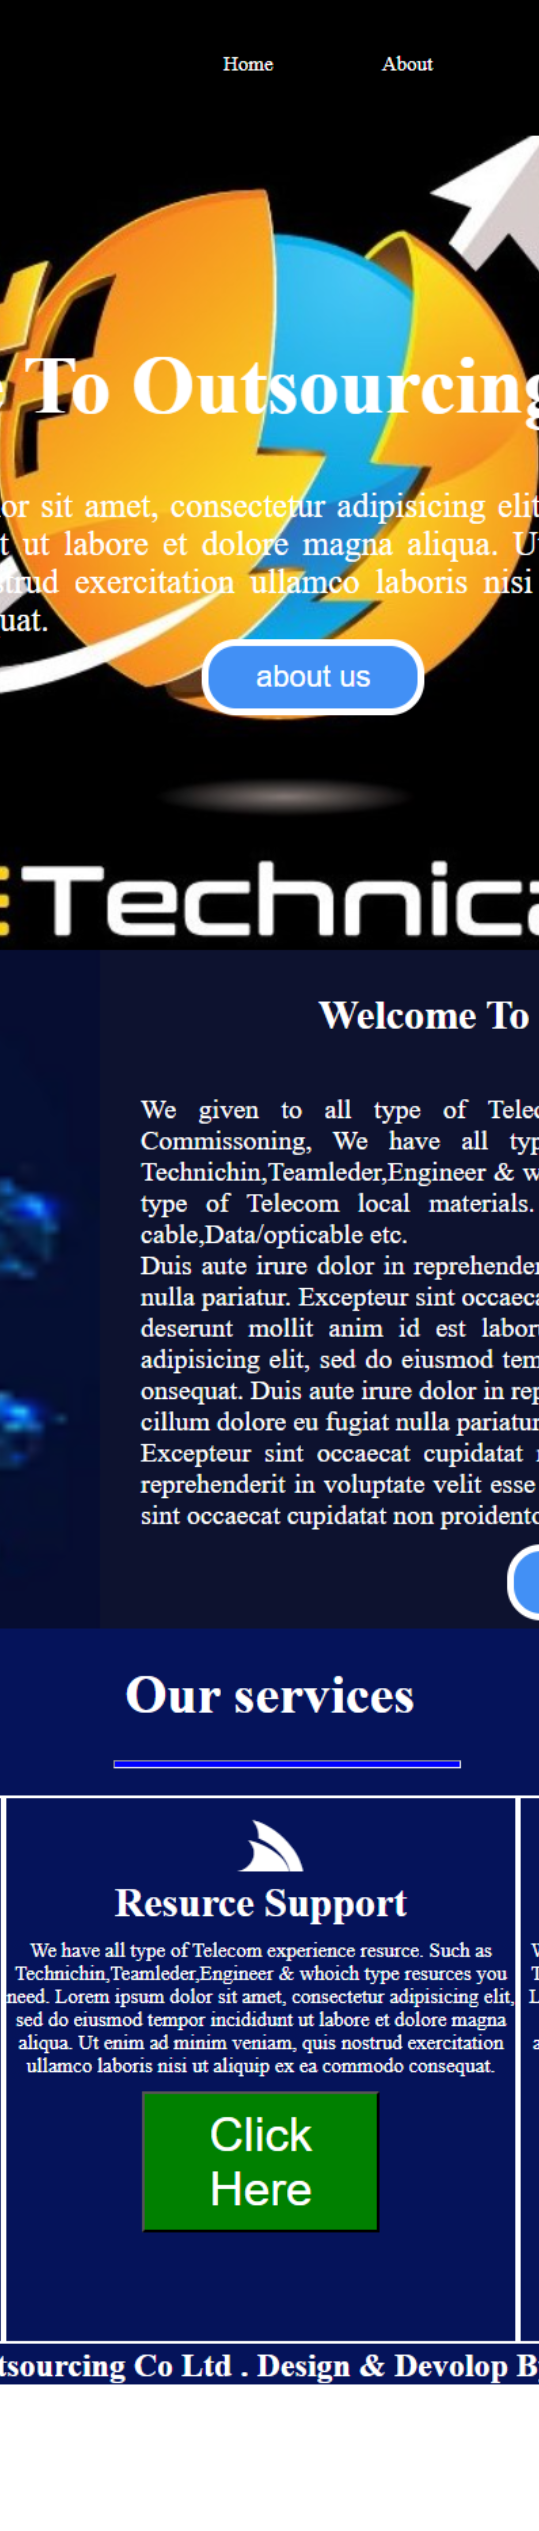 Home About
To Outsourcing
or sit amet, consectetur adipisicing elit
t ut labore et dolore magna aliqua. Ut
strud exercitation ullamco laboris nisi
uat.
about us
ETechnica
Welcome To
We given to all type of Telec
Commissoning, We have all typ
Technichin,Teamleder,Engineer & w
type of Telecom local materials.
cable,Data/opticable etc.
Duis aute irure dolor in reprehender
nulla pariatur. Excepteur sint occaeca
deserunt mollit anim id est labor
adipisicing elit, sed do eiusmod tem
onsequat. Duis aute irure dolor in rep
cillum dolore eu fugiat nulla pariatur
Excepteur sint occaecat cupidatat n
reprehenderit in voluptate velit esse
sint occaecat cupidatat non proidento
Our services
Resurce Support
We have all type of Telecom experience resurce. Such as
Technichin,Teamleder,Engineer & whoich type resurces you
need. Lorem ipsum dolor sit amet, consectetur adipisicing elit,
sed do eiusmod tempor incididunt ut labore et dolore magna
aliqua. Ut enim ad minim veniam, quis nostrud exercitation
ullamco laboris nisi ut aliquip ex ea commodo consequat.
Click
Here
tsourcing Co Ltd . Design & Devolop By